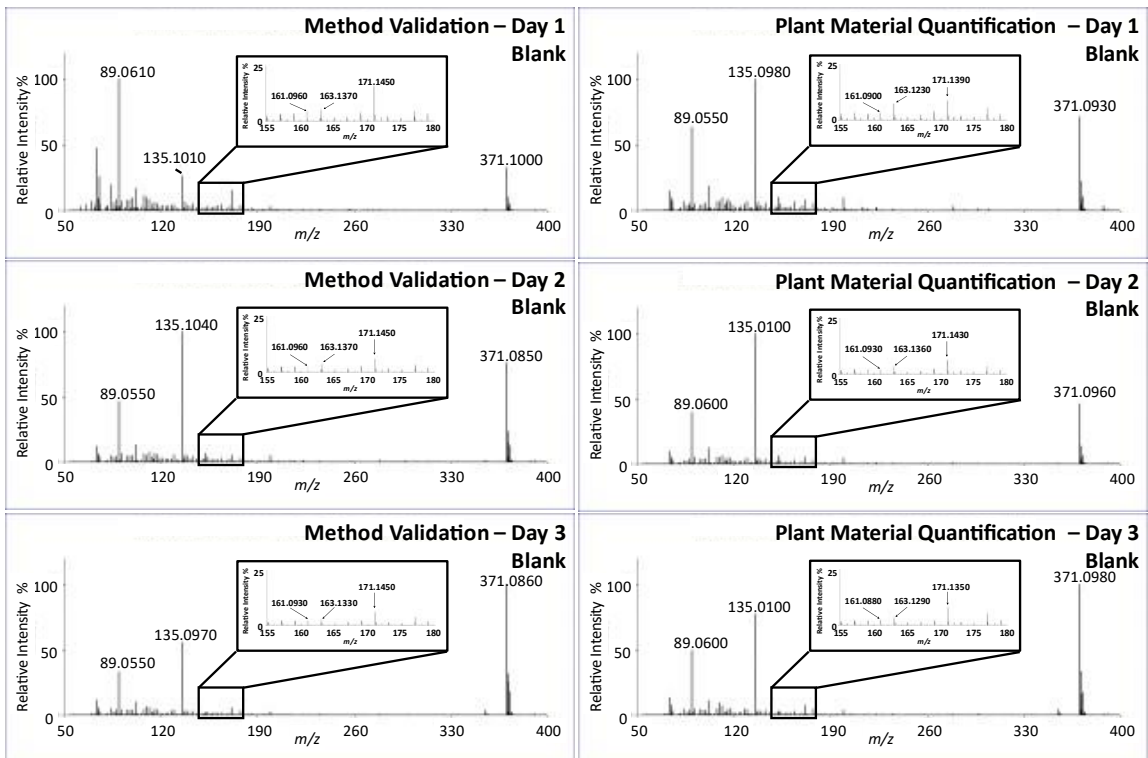 Method Validation – Day 1
Blank
Relative Intensity %
100
50
0
89.0610
135.1010
371.1000
25
Relative Intensity %
0
161.0960
163.1370
171.1450
155 160 165 170 175 180
m/z
50 120 190 260 330 400
m/z
Plant Material Quantification – Day 1
Blank
Relative Intensity %
100
50
0
89.0550
135.0980
371.0930
25
Relative Intensity %
0
161.0900
163.1230
171.1390
155 160 165 170 175 180
m/z
50 120 190 260 330 400
m/z
Method Validation – Day 2
Blank
Relative Intensity %
100
50
0
89.0550
135.1040
371.0850
25
Relative Intensity %
0
161.0960
163.1370
171.1450
155 160 165 170 175 180
m/z
50 120 190 260 330 400
m/z
Plant Material Quantification – Day 2
Blank
Relative Intensity %
100
50
0
89.0600
135.0100
371.0960
25
Relative Intensity %
0
161.0930
163.1360
171.1430
155 160 165 170 175 180
m/z
50 120 190 260 330 400
m/z
Method Validation – Day 3
Blank
Relative Intensity %
100
50
0
89.0550
135.0970
371.0860
25
Relative Intensity %
0
161.0930
163.1330
171.1450
155 160 165 170 175 180
m/z
50 120 190 260 330 400
m/z
Plant Material Quantification – Day 3
Blank
Relative Intensity %
100
50
0
89.0600
135.0100
371.0980
25
Relative Intensity %
0
161.0880
163.1290
171.1350
155 160 165 170 175 180
m/z
50 120 190 260 330 400
m/z